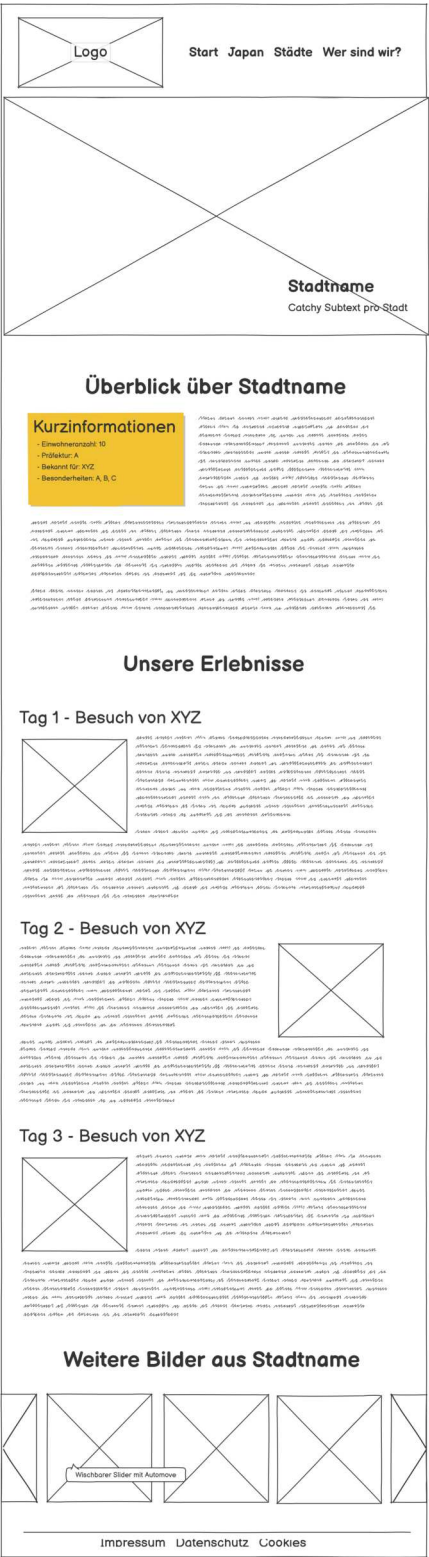 Logo
Start Japan Städte Wer sind wir?
Stadtname
Catchy Subtext pro Stadt
Überblick über Stadtname
Kurzinformationen
- Einwohneranzahl: 10
- Präfektur: A
- Bekannt für: XYZ
- Besonderheiten: A, B, C
Unsere Erlebnisse
Tag 1 - Besuch von XYZ
Tag 2 - Besuch von XYZ
Tag 3 - Besuch von XYZ
Weitere Bilder aus Stadtname
Wischbarer Slider mit Automove
Impressum Datenschutz Cookies